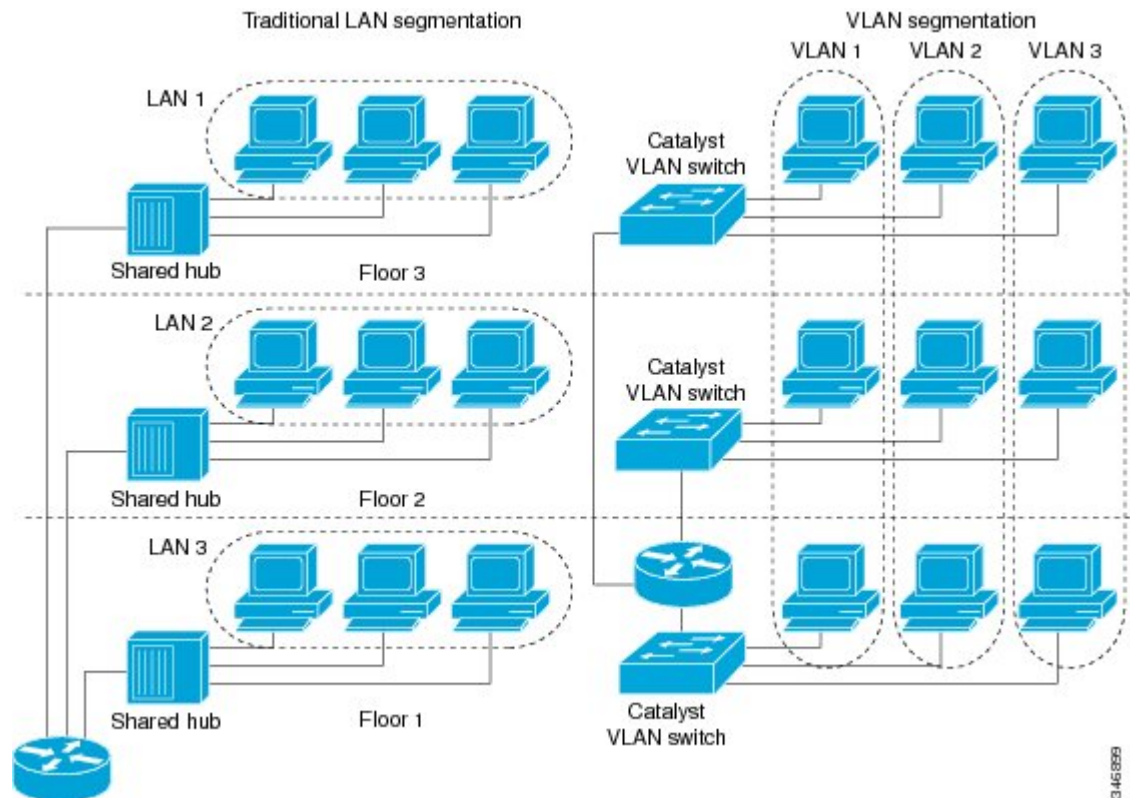 Traditional LAN segmentation
VLAN segmentation
VLAN 1
VLAN 2
VLAN 3
LAN 1
Catalyst
VLAN switch
Shared hub
Floor 3
LAN 2
Catalyst
VLAN switch
Shared hub
Floor 2
LAN 3
Shared hub
Floor 1
Catalyst
VLAN switch
346899